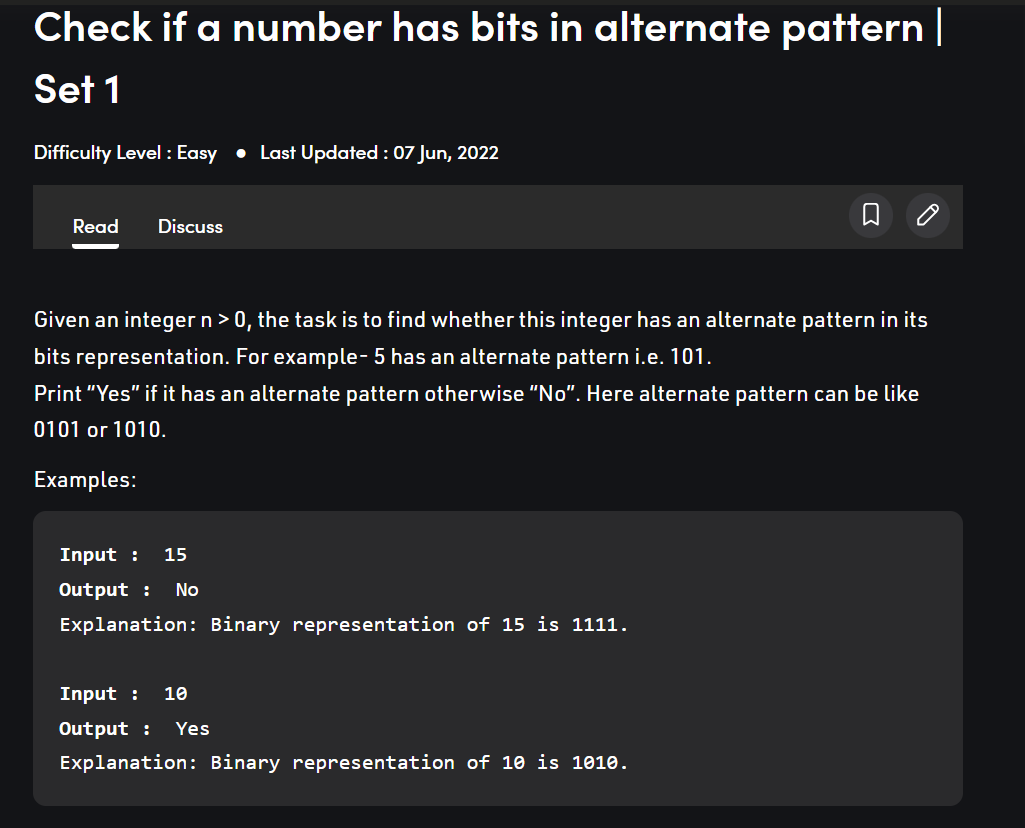 Check if a number has bits in alternate pattern |
Set 1
Difficulty Level : Easy ● Last Updated : 07 Jun, 2022
Read Discuss
Given an integer n > 0, the task is to find whether this integer has an alternate pattern in its
bits representation. For example- 5 has an alternate pattern i.e. 101.
Print “Yes” if it has an alternate pattern otherwise “No”. Here alternate pattern can be like
0101 or 1010.
Examples:
Input : 15
Output : No
Explanation: Binary representation of 15 is 1111.
Input : 10
Output : Yes
Explanation: Binary representation of 10 is 1010.